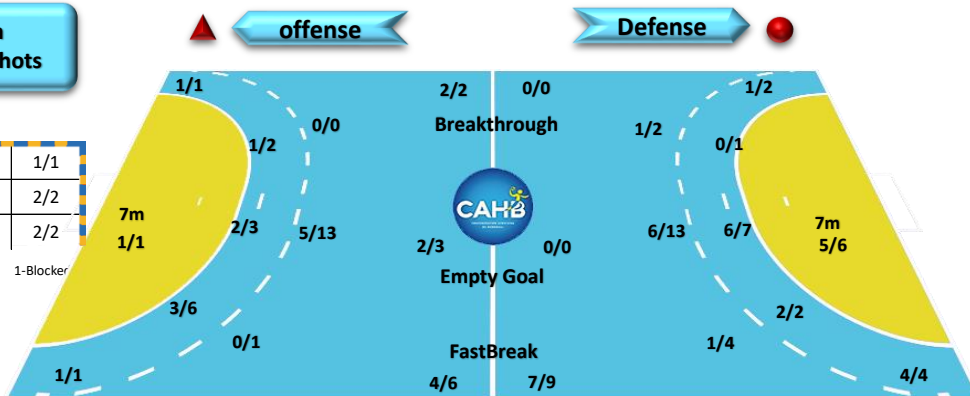 hots
offense
Defense
1/1
2/2
2/2
1-Blocked
1/1
0/0
1/2
7m
1/1
2/3
5/13
3/6
0/1
1/1
2/2
0/0
Breakthrough
CAHB
2/3
0/0
Empty Goal
FastBreak
4/6
7/9
1/2
1/2
0/1
6/13
6/7
7m
5/6
2/2
1/4
4/4